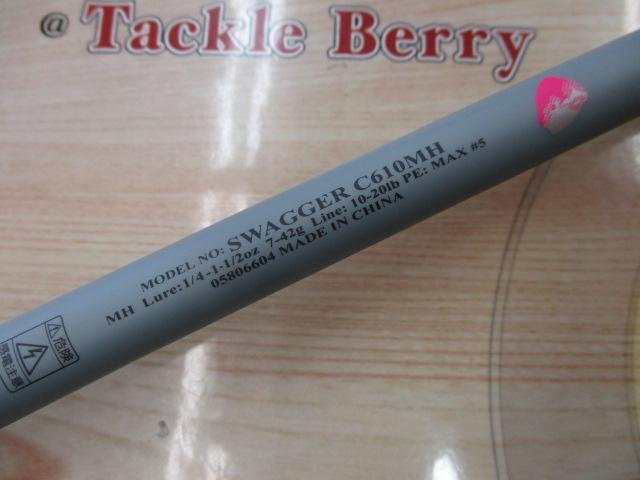 @ Tackle Berry
MODEL NO: SWAGGER C610MH
MH Lure:1/4-1-1/2oz 7-42g Line: 10-20lb PE: MAX #5
05806604 MADE IN CHINA
危険
感電注意